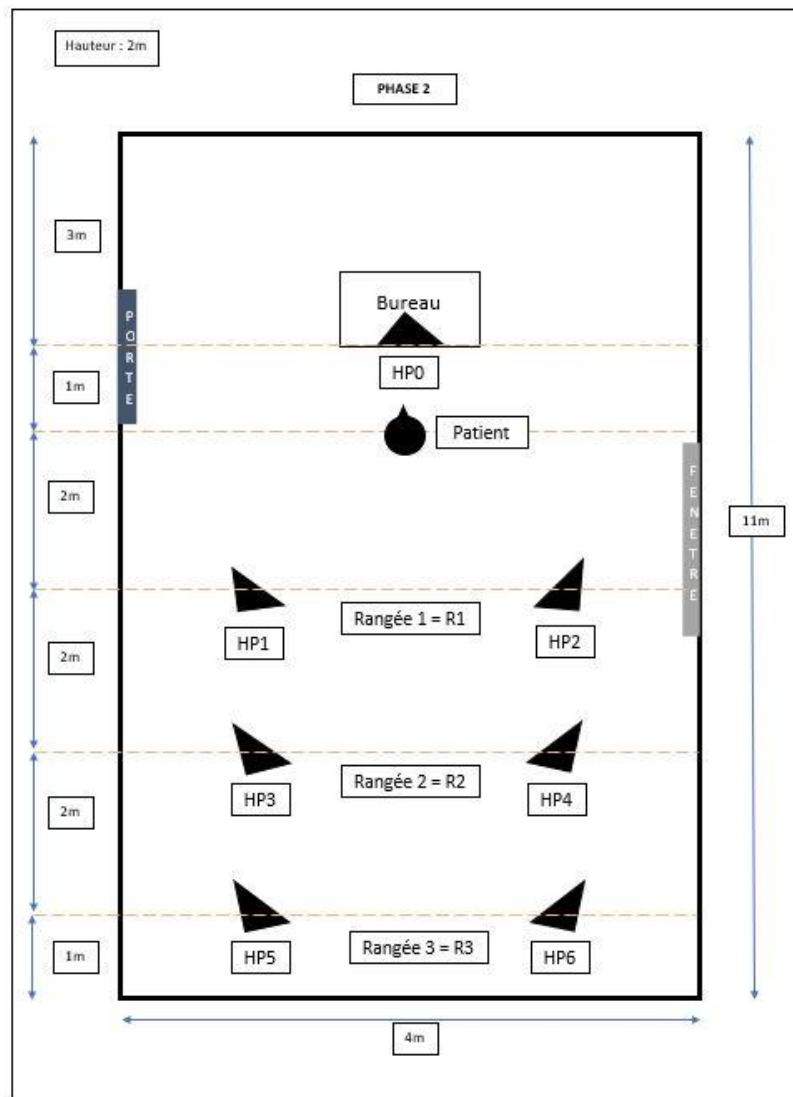 Hauteur : 2m
PHASE 2
3m
Bureau
PORTE
HP0
1m
Patient
2m
FENETRE
11m
Rangée 1 = R1
HP1
HP2
2m
Rangée 2 = R2
HP3
HP4
2m
Rangée 3 = R3
HP5
HP6
1m
4m